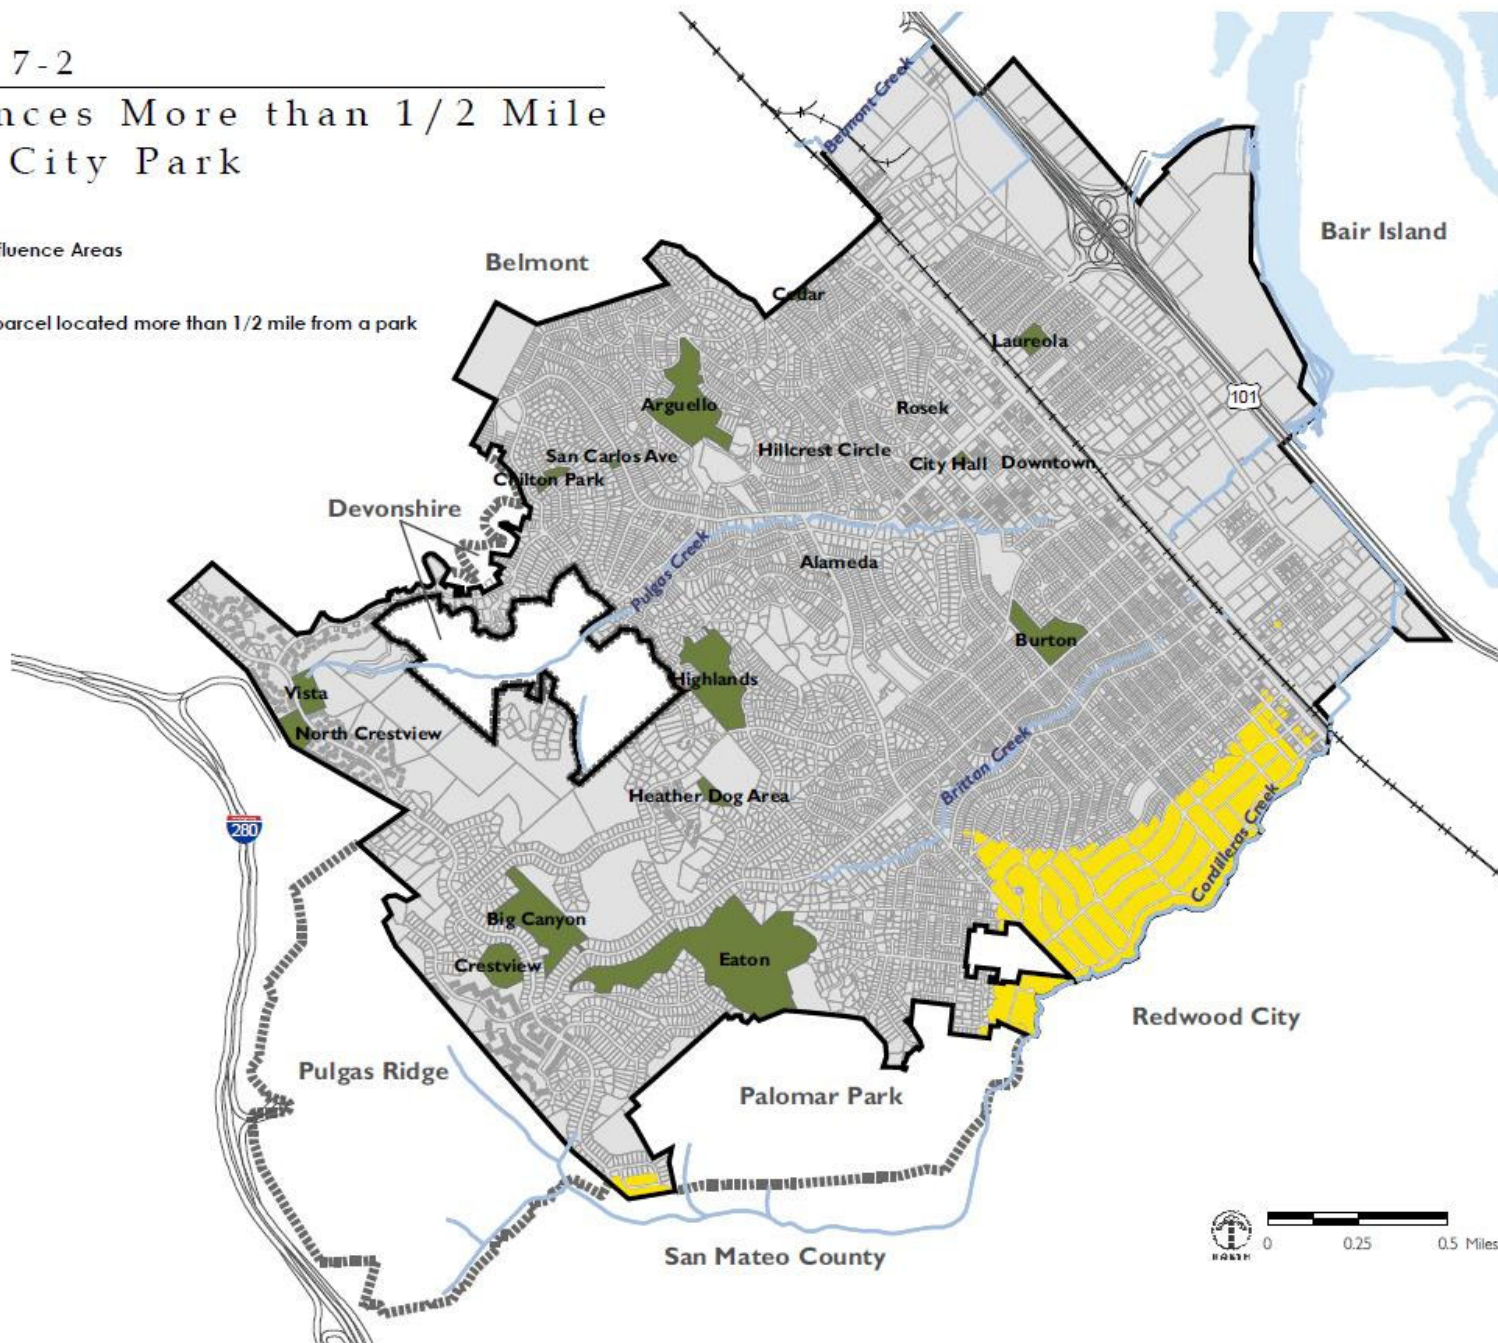 7-2
nces More than 1/2 Mile
City Park
fluence Areas
parcel located more than 1/2 mile from a park
Belmont Creek
Bair Island
Belmont
Cedar
Laureola
101
Arguello
Rosek
Hillcrest Circle
San Carlos Ave
City Hall
Downtown
Chilton Park
Devonshire
Pulgas Creek
Alameda
Burton
Highlands
Vista
North Crestview
Brittan Creek
Heather Dog Area
Cordilleras Creek
280
Big Canyon
Crestview
Eaton
Redwood City
Pulgas Ridge
Palomar Park
San Mateo County
NORTH
0 0.25 0.5 Miles